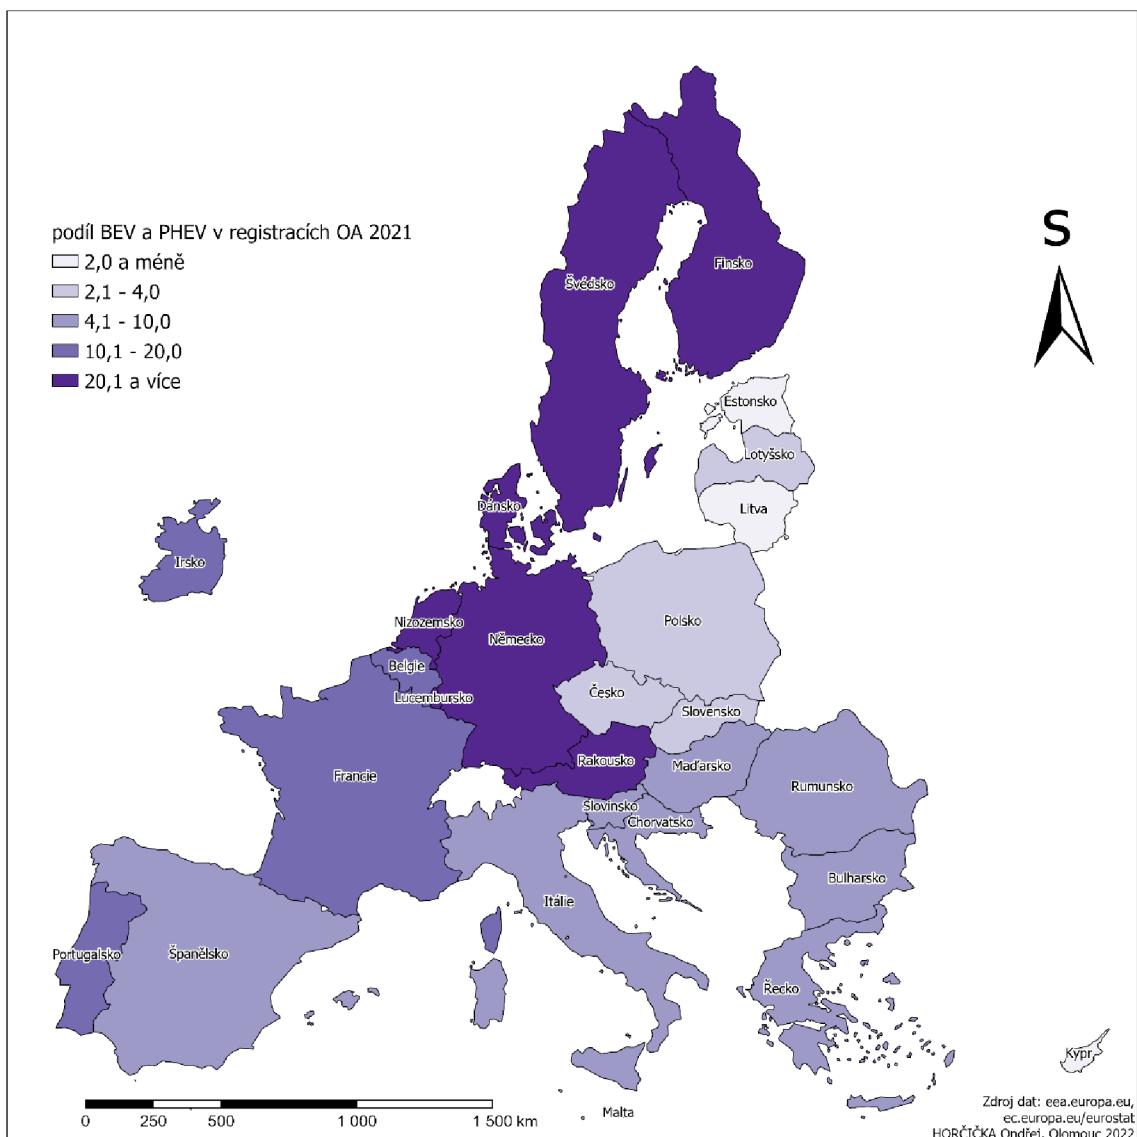 podíl BEV a PHEV v registracích OA 2021
2,0 a méně
2,1 - 4,0
4,1 - 10,0
10,1 - 20,0
20,1 a více
S
Finsko
Švédsko
Estonsko
Lotyšsko
Litva
Dánsko
Irsko
Nizozemsko
Německo
Polsko
Belgie
Lucembursko
Česko
Slovensko
Rakousko
Maďarsko
Francie
Rumunsko
Slovinsko
Chorvatsko
Bulharsko
Itálie
Portugalsko
Španělsko
Řecko
Kypr
Malta
0 250 500 1 000 1 500 km
Zdroj dat: eea.europa.eu,
ec.europa.eu/eurostat
HORČIČKA Ondřej, Olomouc 2022